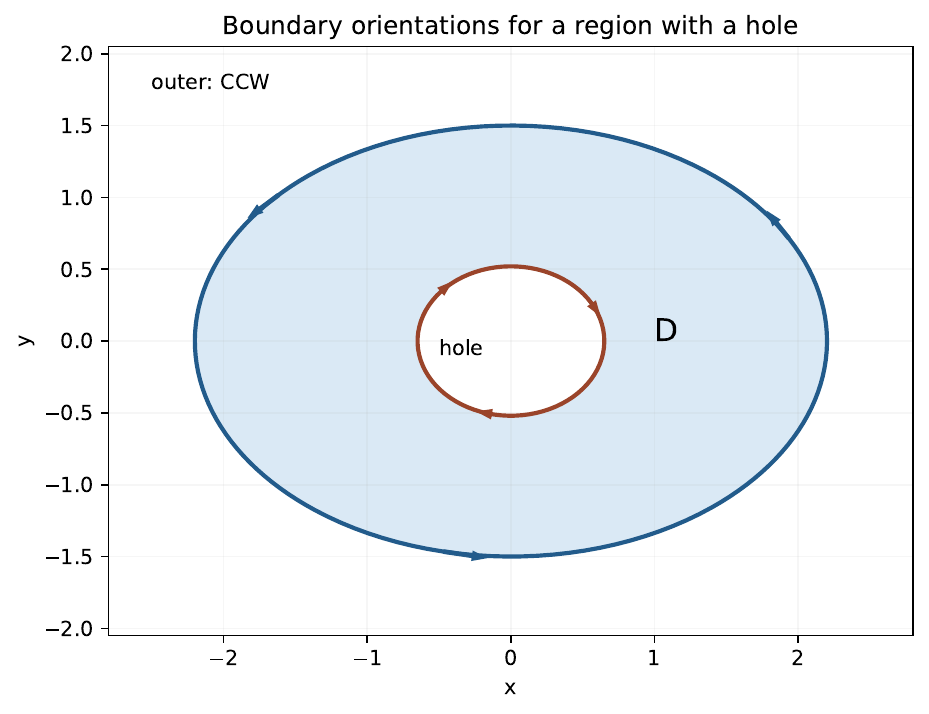 Boundary orientations for a region with a hole
2.0
outer: CCW
1.5
1.0
0.5
D
0.0
hole
y
−0.5
−1.0
−1.5
−2.0
−2
−1
0
1
2
x